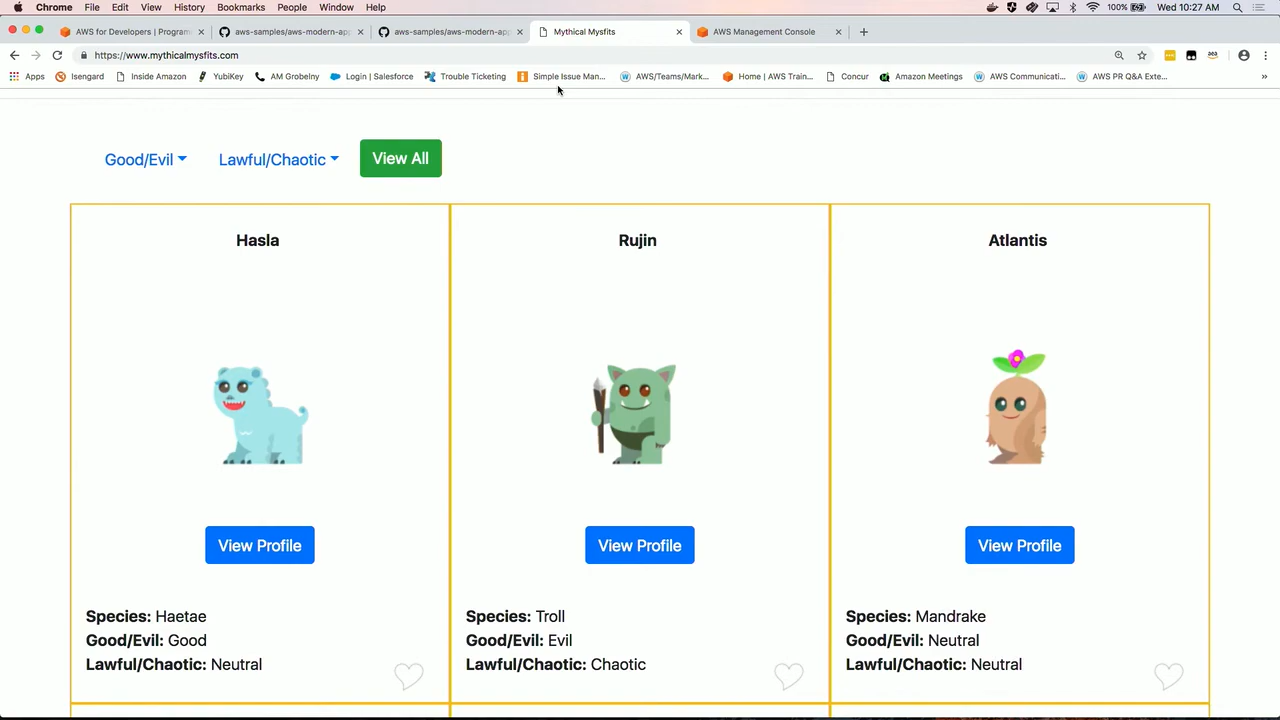 Chrome File Edit View History Bookmarks People Window Help 100% Wed 10:27 AM
AWS for Developers | Program aws-samples/aws-modern-app aws-samples/aws-modern-app Mythical Mysfits AWS Management Console
https://www.mythicalmysfits.com
Apps Isengard Inside Amazon YubiKey AM Grobelny Login | Salesforce Trouble Ticketing Simple Issue Man... AWS/Teams/Mark... Home | AWS Train... Concur Amazon Meetings AWS Communicati... AWS PR Q&A Exte... »
Good/Evil Lawful/Chaotic View All
Hasla Rujin Atlantis
View Profile View Profile View Profile
Species: Haetae Species: Troll Species: Mandrake
Good/Evil: Good Good/Evil: Evil Good/Evil: Neutral
Lawful/Chaotic: Neutral Lawful/Chaotic: Chaotic Lawful/Chaotic: Neutral